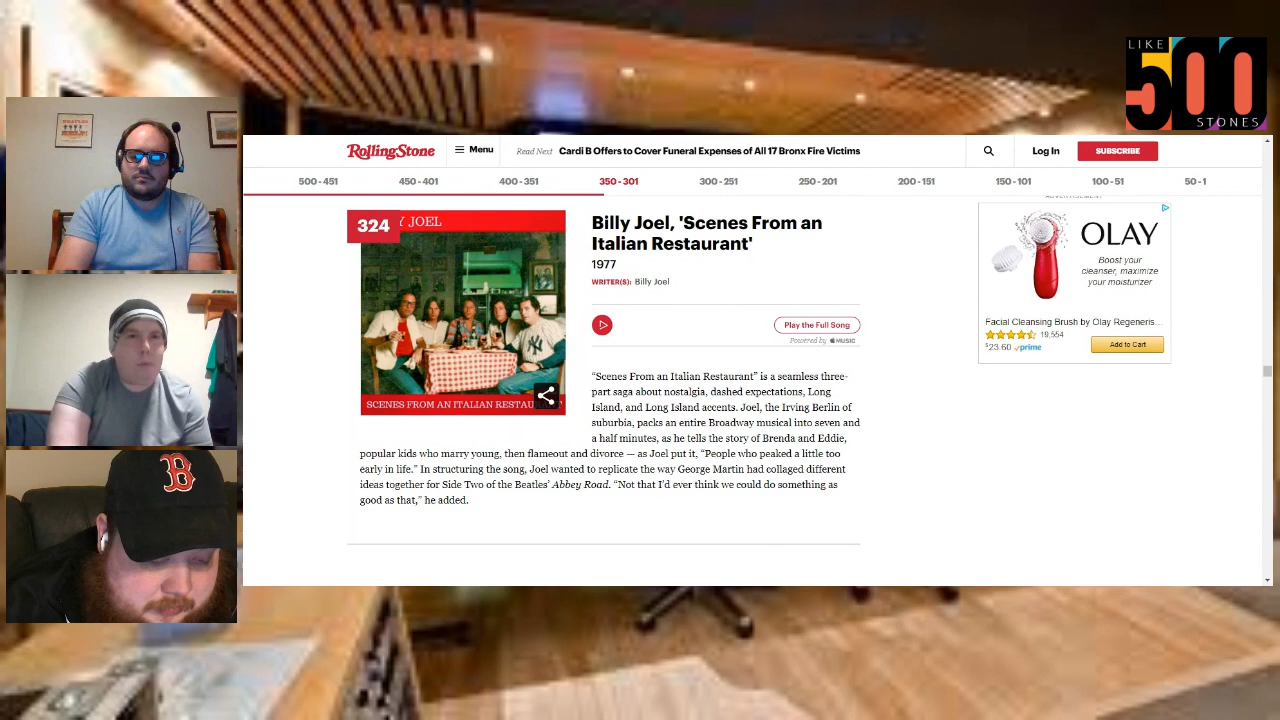 LIKE
500
STONES
RollingStone
Menu
Read Next Cardi B Offers to Cover Funeral Expenses of All 17 Bronx Fire Victims
Log In
SUBSCRIBE
500 - 451
450 - 401
400 - 351
350 - 301
300 - 251
250 - 201
200 - 151
150 - 101
100 - 51
50 - 1
324
Y JOEL
SCENES FROM AN ITALIAN RESTAU
Billy Joel, 'Scenes From an
Italian Restaurant'
1977
WRITER(S): Billy Joel
Play the Full Song
Powered by MUSIC
“Scenes From an Italian Restaurant” is a seamless three-
part saga about nostalgia, dashed expectations, Long
Island, and Long Island accents. Joel, the Irving Berlin of
suburbia, packs an entire Broadway musical into seven and
a half minutes, as he tells the story of Brenda and Eddie,
popular kids who marry young, then flameout and divorce — as Joel put it, “People who peaked a little too
early in life.” In structuring the song, Joel wanted to replicate the way George Martin had collaged different
ideas together for Side Two of the Beatles’ Abbey Road. “Not that I’d ever think we could do something as
good as that,” he added.
ADVERTISEMENT
OLAY
Boost your
cleanser, maximize
your moisturizer
Facial Cleansing Brush by Olay Regeneris...
19,554
$23.60 prime
Add to Cart
B